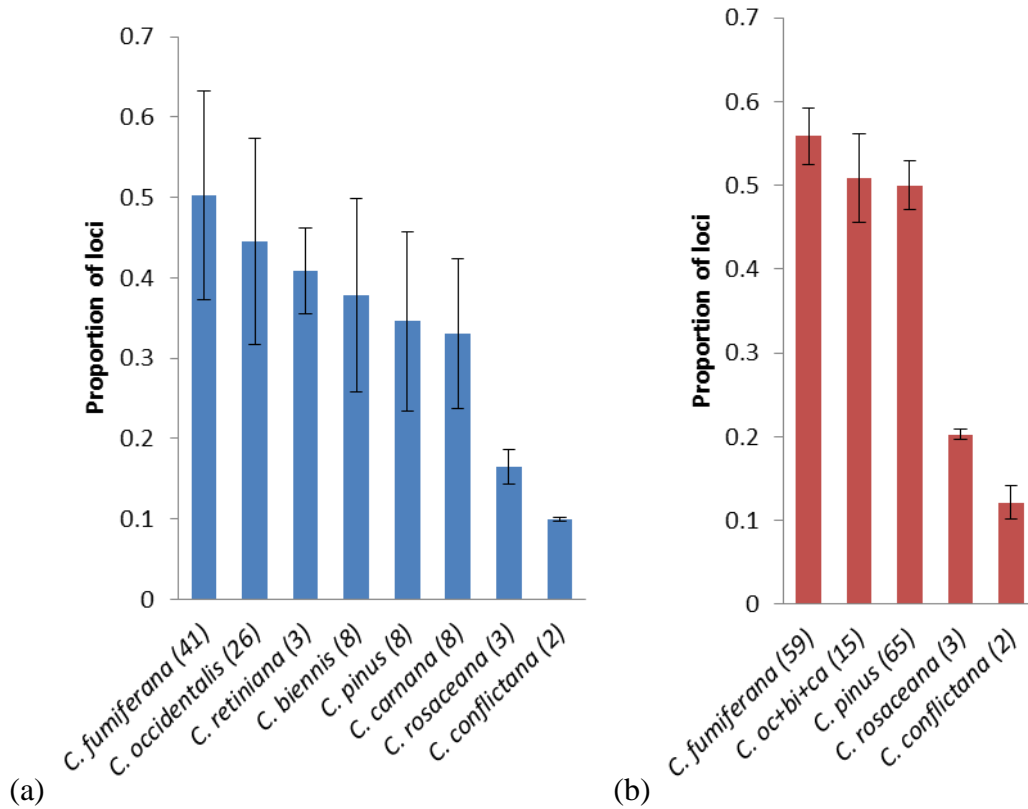 0.7
0.6
0.5
0.4
0.3
0.2
0.1
0
Proportion of loci
C. fumiferana (41)
C. occidentalis (26)
C. retiniana (3)
C. biennis (8)
C. pinus (8)
C. carnana (8)
C. rosaceana (3)
C. conflictana (2)
(a)
0.7
0.6
0.5
0.4
0.3
0.2
0.1
0
Proportion of loci
C. fumiferana (59)
C. oc+bi+ca (15)
C. pinus (65)
C. rosaceana (3)
C. conflictana (2)
(b)